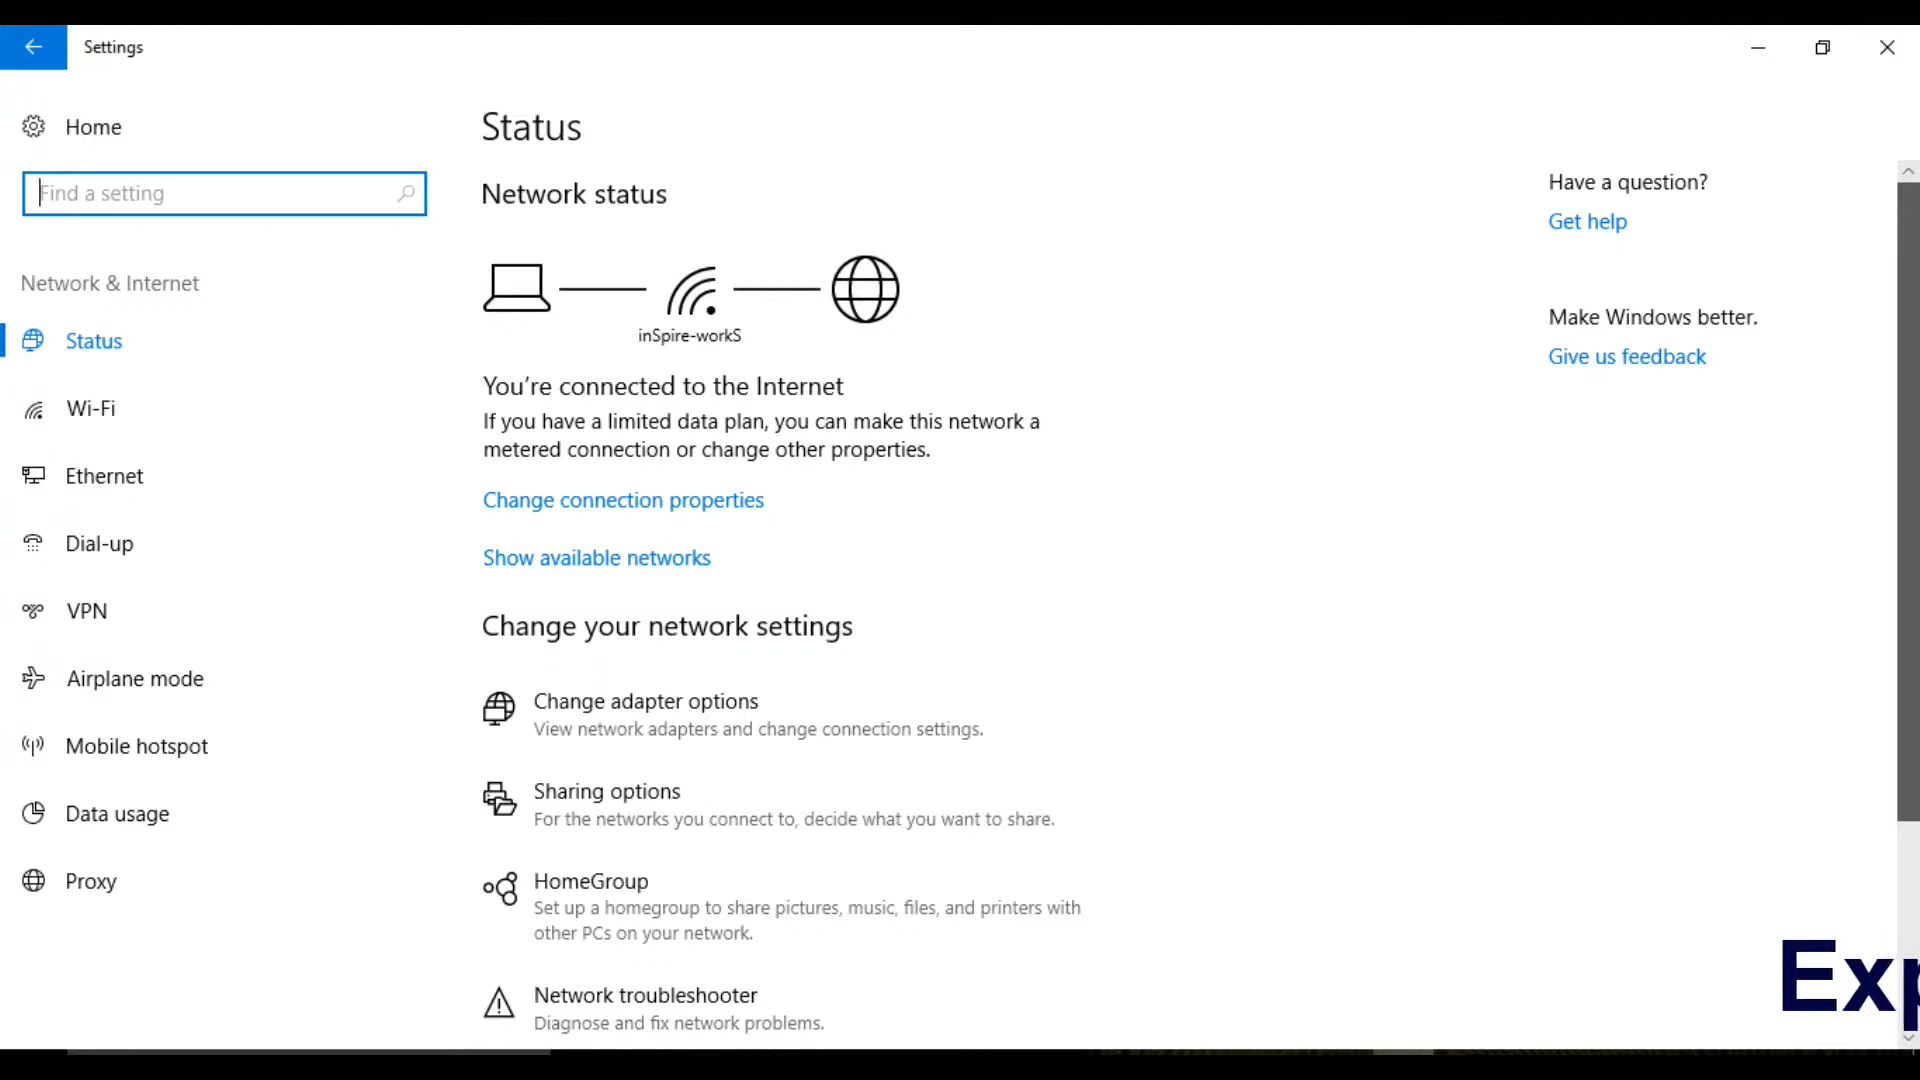 Settings
Home
Find a setting
Network & Internet
Status
Wi-Fi
Ethernet
Dial-up
VPN
Airplane mode
Mobile hotspot
Data usage
Proxy
Status
Network status
inSpire-workS
You're connected to the Internet
If you have a limited data plan, you can make this network a
metered connection or change other properties.
Change connection properties
Show available networks
Change your network settings
Change adapter options
View network adapters and change connection settings.
Sharing options
For the networks you connect to, decide what you want to share.
HomeGroup
Set up a homegroup to share pictures, music, files, and printers with
other PCs on your network.
Network troubleshooter
Diagnose and fix network problems.
Have a question?
Get help
Make Windows better.
Give us feedback
Exp